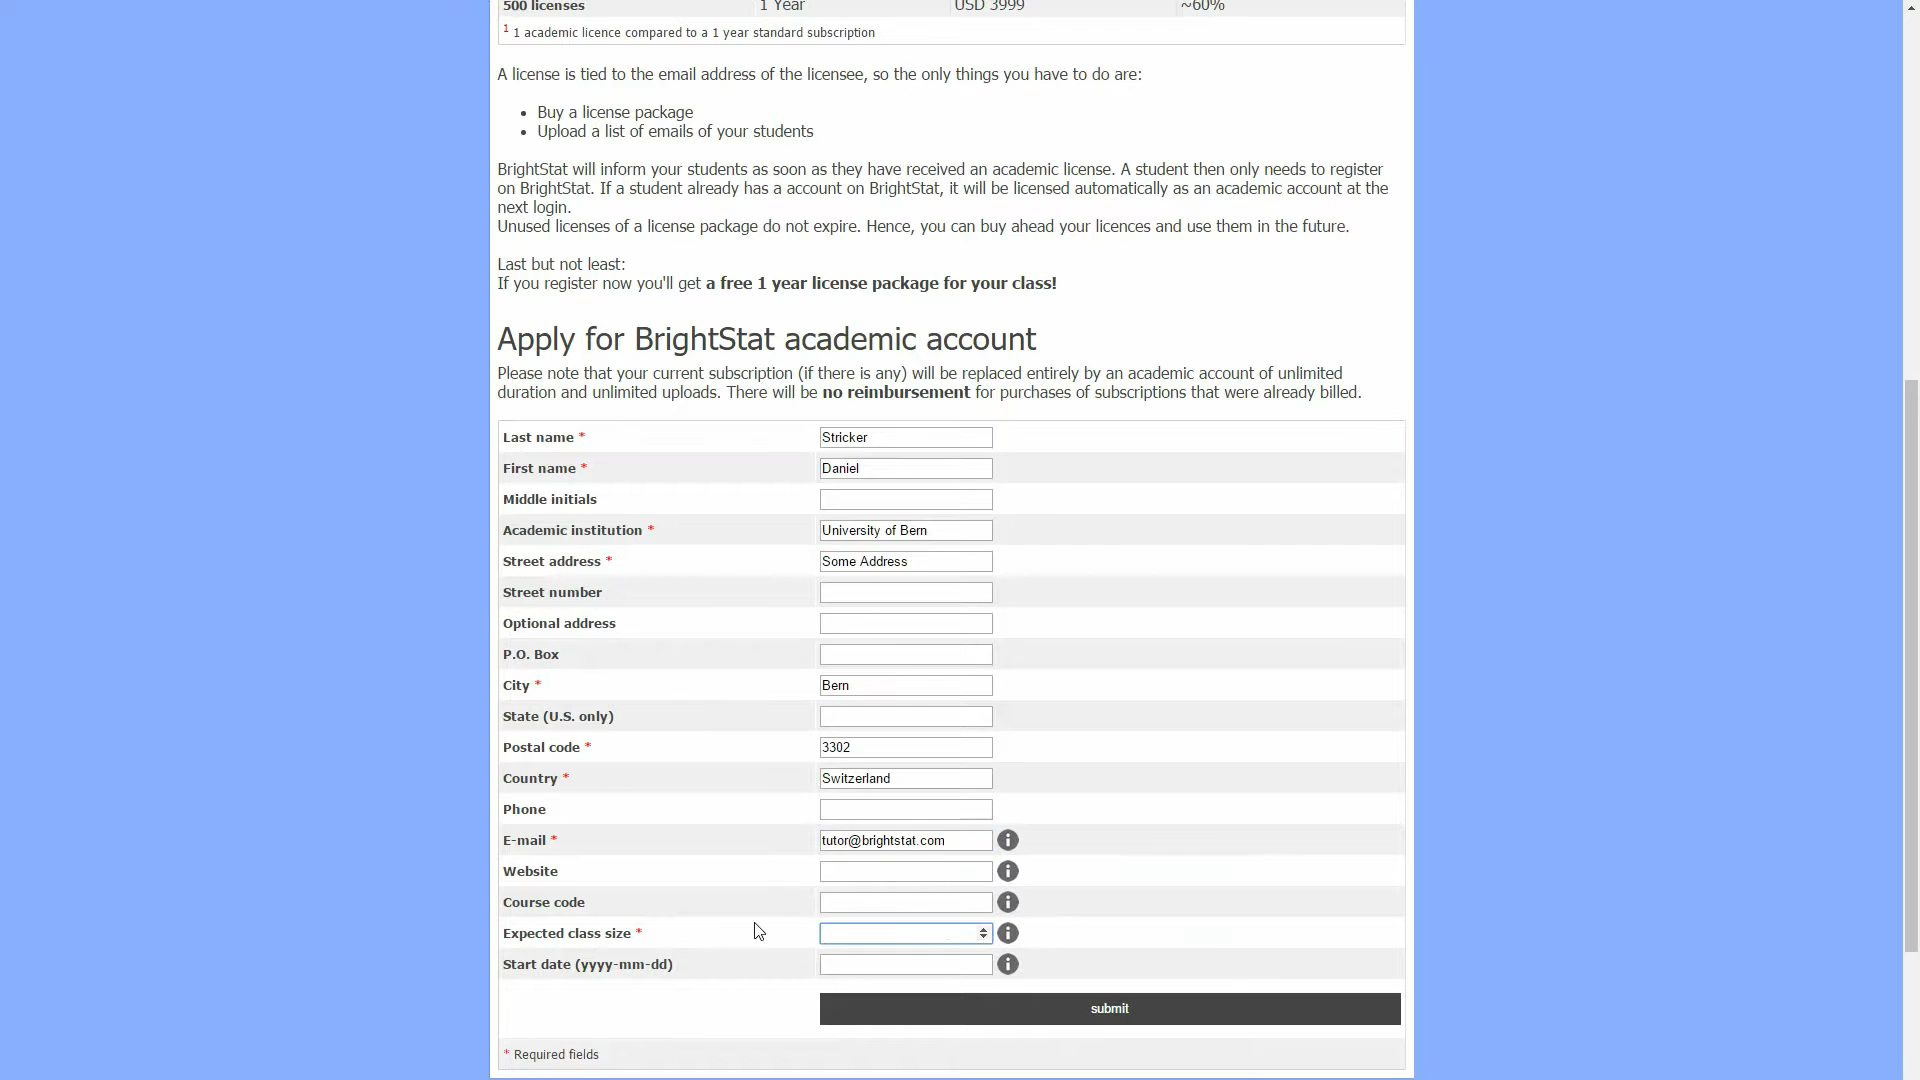 500 licenses 1 Year USD 3999 ~60%
1 1 academic licence compared to a 1 year standard subscription
A license is tied to the email address of the licensee, so the only things you have to do are:
• Buy a license package
• Upload a list of emails of your students
BrightStat will inform your students as soon as they have received an academic license. A student then only needs to register
on BrightStat. If a student already has a account on BrightStat, it will be licensed automatically as an academic account at the
next login.
Unused licenses of a license package do not expire. Hence, you can buy ahead your licences and use them in the future.
Last but not least:
If you register now you'll get a free 1 year license package for your class!
Apply for BrightStat academic account
Please note that your current subscription (if there is any) will be replaced entirely by an academic account of unlimited
duration and unlimited uploads. There will be no reimbursement for purchases of subscriptions that were already billed.
Last name * Stricker
First name * Daniel
Middle initials
Academic institution * University of Bern
Street address * Some Address
Street number
Optional address
P.O. Box
City * Bern
State (U.S. only)
Postal code * 3302
Country * Switzerland
Phone
E-mail * tutor@brightstat.com i
Website i
Course code i
Expected class size * i
Start date (yyyy-mm-dd) i
submit
* Required fields